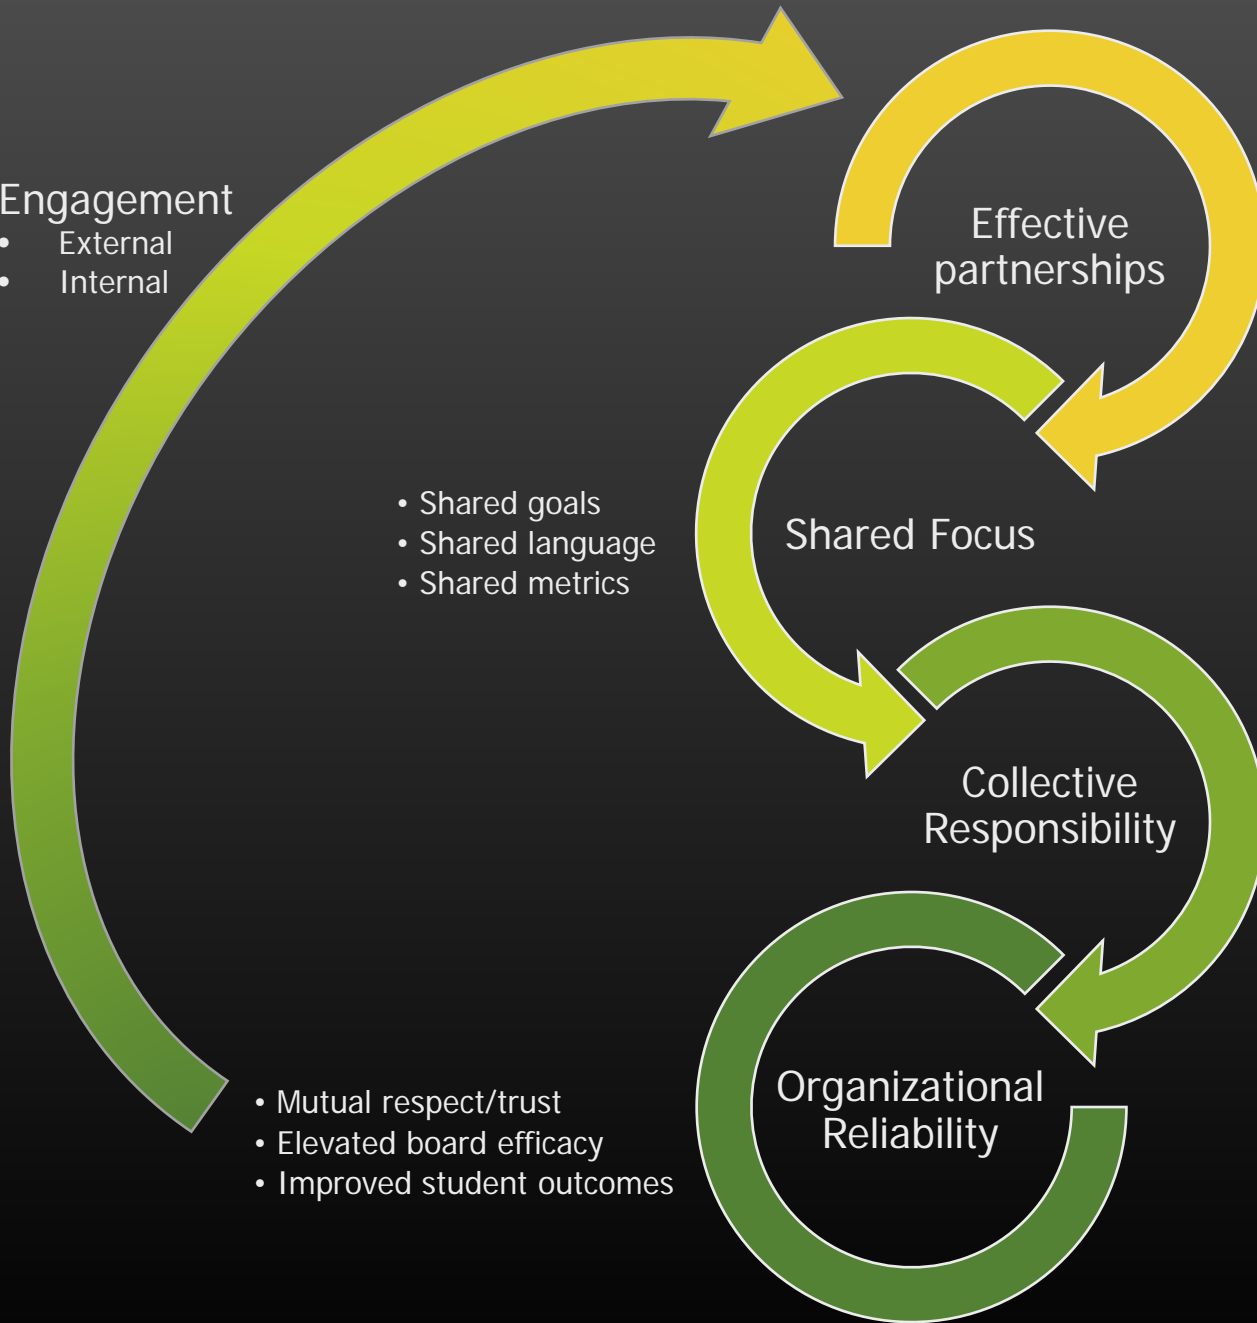 Engagement
• External
• Internal
Effective
partnerships
• Shared goals
• Shared language
• Shared metrics
Shared Focus
Collective
Responsibility
• Mutual respect/trust
• Elevated board efficacy
• Improved student outcomes
Organizational
Reliability